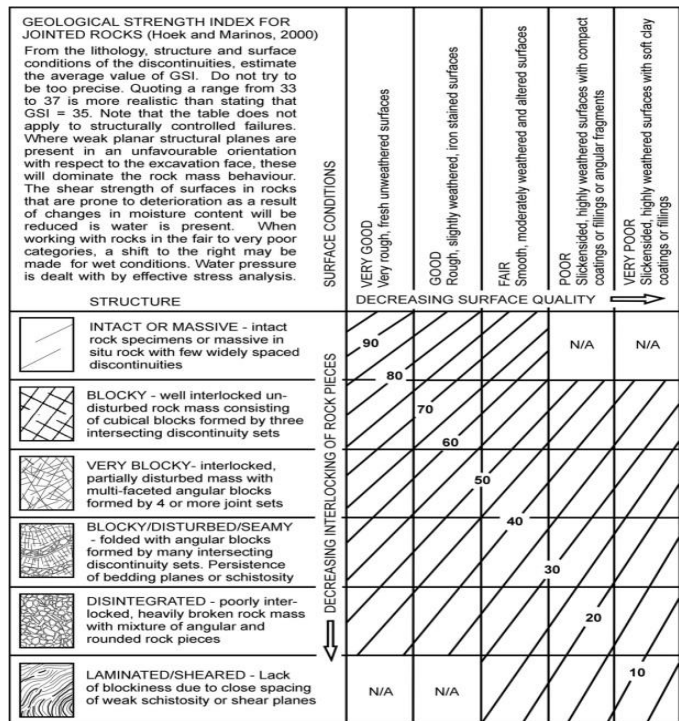 GEOLOGICAL STRENGTH INDEX FOR
JOINTED ROCKS (Hoek and Marinos, 2000)
From the lithology, structure and surface
conditions of the discontinuities, estimate
the average value of GSI. Do not try to
be too precise. Quoting a range from 33
to 37 is more realistic than stating that
GSI = 35. Note that the table does not
apply to structurally controlled failures.
Where weak planar structural planes are
present in an unfavourable orientation
with respect to the excavation face, these
will dominate the rock mass behaviour.
The shear strength of surfaces in rocks
that are prone to deterioration as a result
of changes in moisture content will be
reduced is water is present. When
working with rocks in the fair to very poor
categories, a shift to the right may be
made for wet conditions. Water pressure
is dealt with by effective stress analysis.
STRUCTURE
SURFACE CONDITIONS
VERY GOOD
Very rough, fresh unweathered surfaces
GOOD
Rough, slightly weathered, iron stained surfaces
FAIR
Smooth, moderately weathered and altered surfaces
POOR
Slickensided, highly weathered surfaces with compact
coatings or fillings or angular fragments
VERY POOR
Slickensided, highly weathered surfaces with soft clay
coatings or fillings
DECREASING SURFACE QUALITY
DECREASING INTERLOCKING OF ROCK PIECES
INTACT OR MASSIVE - intact
rock specimens or massive in
situ rock with few widely spaced
discontinuities
90
80
N/A
N/A
BLOCKY - well interlocked un-
disturbed rock mass consisting
of cubical blocks formed by three
intersecting discontinuity sets
70
60
VERY BLOCKY- interlocked,
partially disturbed mass with
multi-faceted angular blocks
formed by 4 or more joint sets
50
40
BLOCKY/DISTURBED/SEAMY
- folded with angular blocks
formed by many intersecting
discontinuity sets. Persistence
of bedding planes or schistosity
30
DISINTEGRATED - poorly inter-
locked, heavily broken rock mass
with mixture of angular and
rounded rock pieces
20
LAMINATED/SHEARED - Lack
of blockiness due to close spacing
of weak schistosity or shear planes
N/A
N/A
10